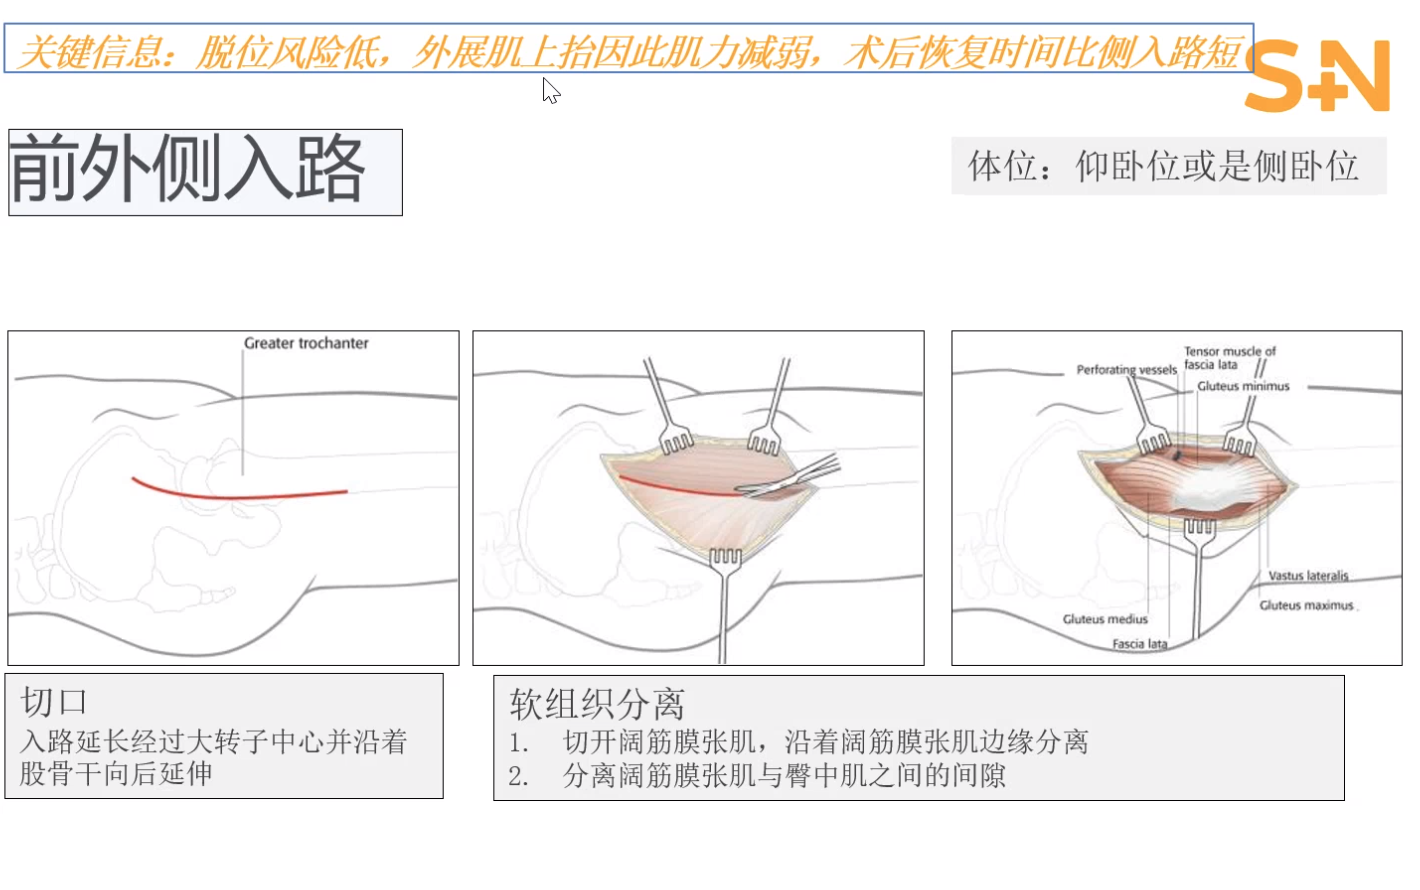 关键信息：脱位风险低，外展肌上抬因此肌力减弱，术后恢复时间比侧入路短
S+N
前外侧入路
体位：仰卧位或是侧卧位
Greater trochanter
Perforating vessels
Tensor muscle of
fascia lata
Gluteus minimus
Vastus lateralis
Gluteus maximus
Gluteus medius
Fascia lata
切口
入路延长经过大转子中心并沿着
股骨干向后延伸
软组织分离
1. 切开阔筋膜张肌，沿着阔筋膜张肌边缘分离
2. 分离阔筋膜张肌与臀中肌之间的间隙